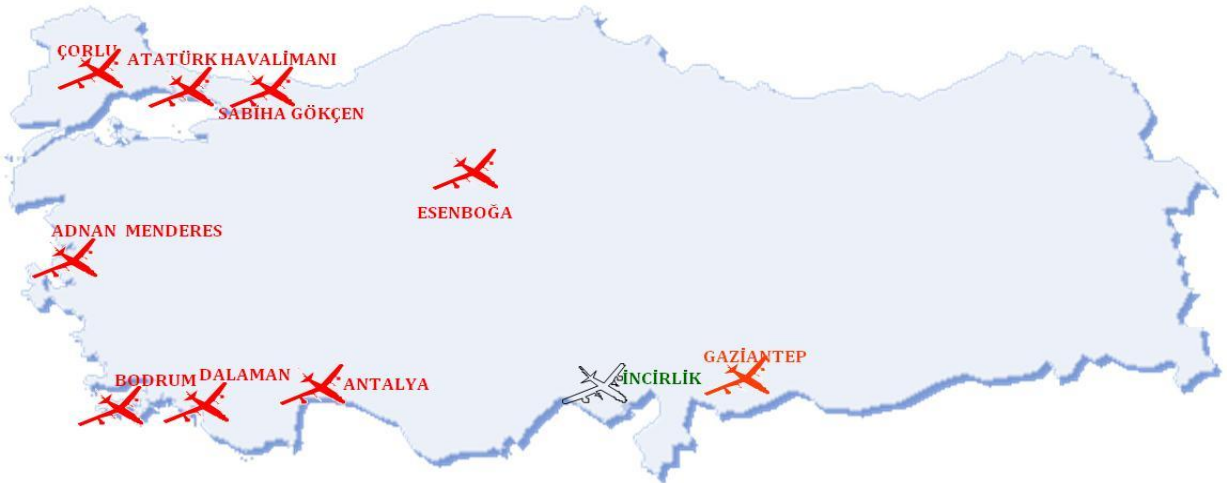 ÇORLU
ATATÜRK HAVALİMANI
SABİHA GÖKÇEN
ESENBOĞA
ADNAN MENDERES
BODRUM
DALAMAN
ANTALYA
İNCİRLİK
GAZİANTEP